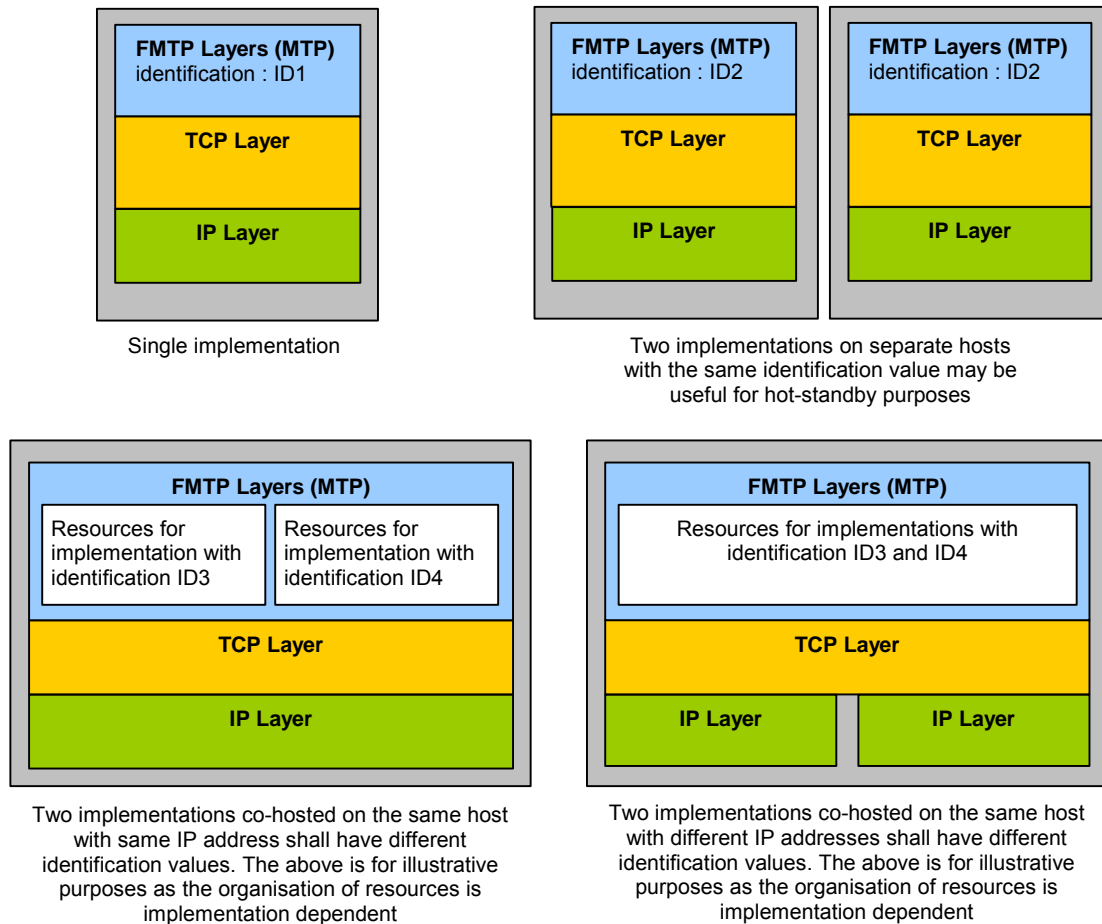 FMTP Layers (MTP)
identification : ID1
TCP Layer
IP Layer
Single implementation
FMTP Layers (MTP)
identification : ID2
TCP Layer
IP Layer
FMTP Layers (MTP)
identification : ID2
TCP Layer
IP Layer
Two implementations on separate hosts
with the same identification value may be
useful for hot-standby purposes
FMTP Layers (MTP)
Resources for
implementation with
identification ID3
Resources for
implementation with
identification ID4
TCP Layer
IP Layer
Two implementations co-hosted on the same host
with same IP address shall have different
identification values. The above is for illustrative
purposes as the organisation of resources is
implementation dependent
FMTP Layers (MTP)
Resources for implementations with
identification ID3 and ID4
TCP Layer
IP Layer
IP Layer
Two implementations co-hosted on the same host
with different IP addresses shall have different
identification values. The above is for illustrative
purposes as the organisation of resources is
implementation dependent